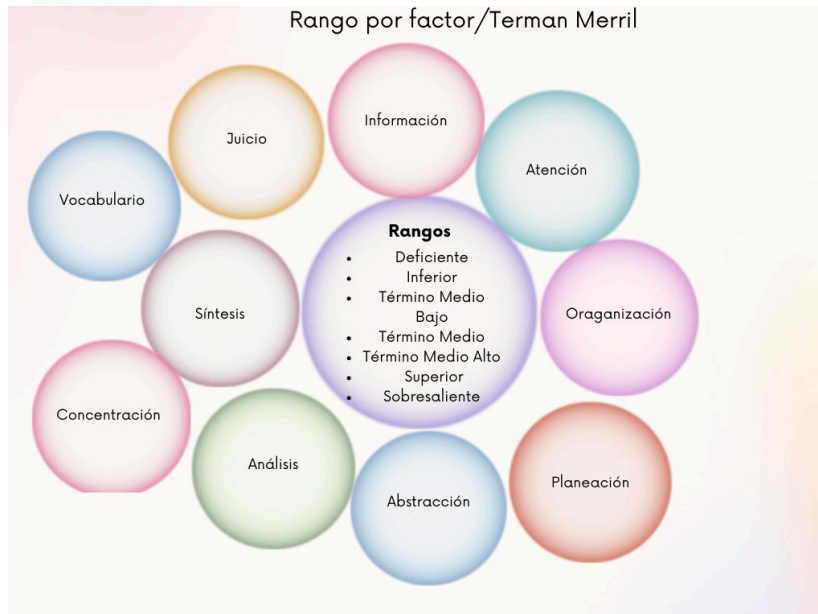 Rango por factor/Terman Merril
Información
Juicio
Atención
Vocabulario
Rangos
• Deficiente
• Inferior
• Término Medio
Bajo
• Término Medio
• Término Medio Alto
• Superior
• Sobresaliente
Síntesis
Oraganización
Concentración
Análisis
Planeación
Abstracción